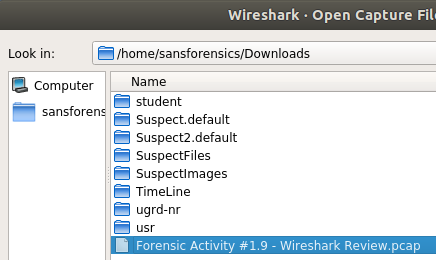 Wireshark · Open Capture File
Look in:
/home/sansforensics/Downloads
Computer
sansforens
Name
student
Suspect.default
Suspect2.default
SuspectFiles
SuspectImages
TimeLine
ugrd-nr
usr
Forensic Activity #1.9 - Wireshark Review.pcap